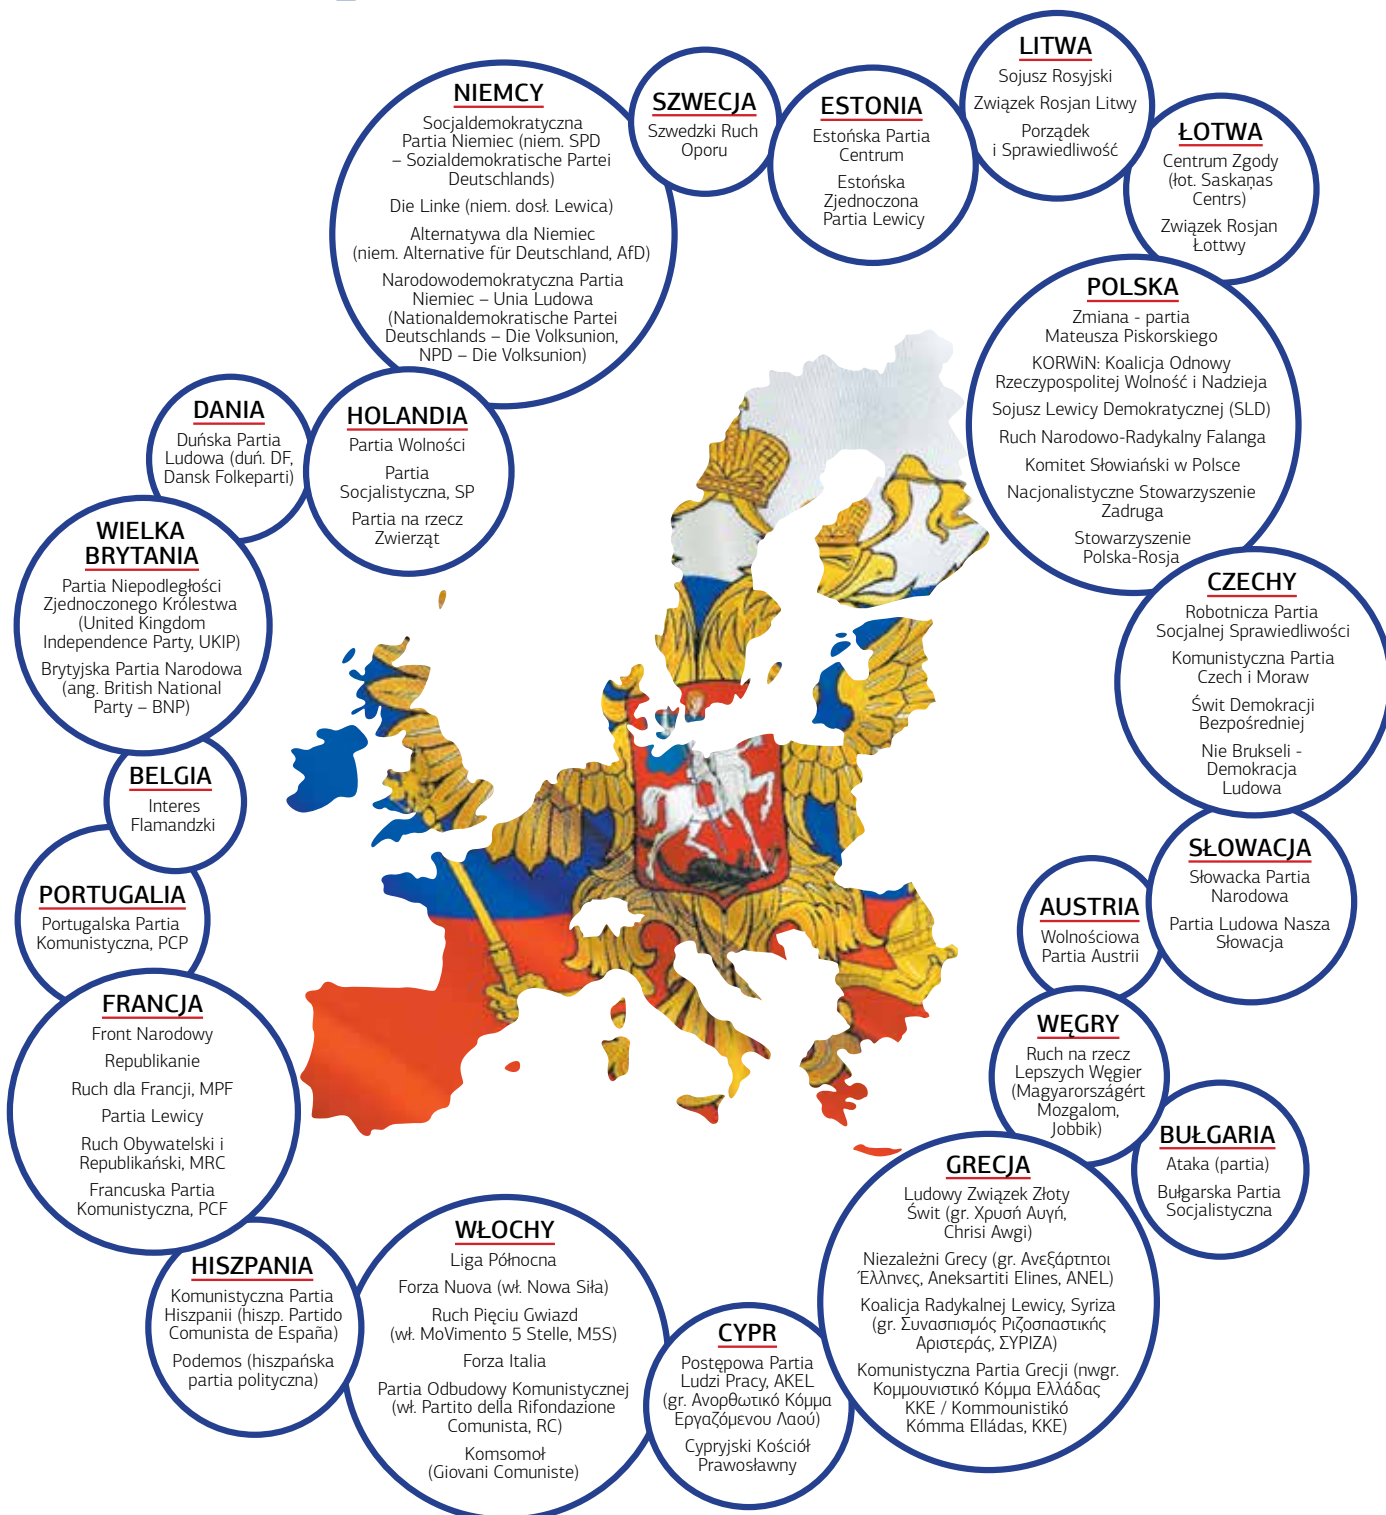 NIEMCY
Socjaldemokratyczna
Partia Niemiec (niem. SPD
– Sozialdemokratische Partei
Deutschlands)
Die Linke (niem. dosł. Lewica)
Alternatywa dla Niemiec
(niem. Alternative für Deutschland, AfD)
Narodowodemokratyczna Partia
Niemiec – Unia Ludowa
(Nationaldemokratische Partei
Deutschlands – Die Volksunion,
NPD – Die Volksunion)
SZWECJA
Szwedzki Ruch
Oporu
ESTONIA
Estońska Partia
Centrum
Estońska
Zjednoczona
Partia Lewicy
LITWA
Sojusz Rosyjski
Związek Rosjan Litwy
Porządek
i Sprawiedliwość
ŁOTWA
Centrum Zgody
(łot. Saskaņas
Centrs)
Związek Rosjan
Łottwy
POLSKA
Zmiana - partia
Mateusza Piskorskiego
KORWiN: Koalicja Odnowy
Rzeczypospolitej Wolność i Nadzieja
Sojusz Lewicy Demokratycznej (SLD)
Ruch Narodowo-Radykalny Falanga
Komitet Słowiański w Polsce
Nacjonalistyczne Stowarzyszenie
Zadruga
Stowarzyszenie
Polska-Rosja
DANIA
Duńska Partia
Ludowa (duń. DF,
Dansk Folkeparti)
HOLANDIA
Partia Wolności
Partia
Socjalistyczna, SP
Partia na rzecz
Zwierząt
WIELKA
BRYTANIA
Partia Niepodległości
Zjednoczonego Królestwa
(United Kingdom
Independence Party, UKIP)
Brytyjska Partia Narodowa
(ang. British National
Party – BNP)
CZECHY
Robotnicza Partia
Socjalnej Sprawiedliwości
Komunistyczna Partia
Czech i Moraw
Świt Demokracji
Bezpośredniej
Nie Brukseli -
Demokracja
Ludowa
BELGIA
Interes
Flamandzki
SŁOWACJA
Słowacka Partia
Narodowa
Partia Ludowa Nasza
Słowacja
PORTUGALIA
Portugalska Partia
Komunistyczna, PCP
AUSTRIA
Wolnościowa
Partia Austrii
FRANCJA
Front Narodowy
Republikanie
Ruch dla Francji, MPF
Partia Lewicy
Ruch Obywatelski i
Republikański, MRC
Francuska Partia
Komunistyczna, PCF
WĘGRY
Ruch na rzecz
Lepszych Węgier
(Magyarországért
Mozgalom,
Jobbik)
BUŁGARIA
Ataka (partia)
Bułgarska Partia
Socjalistyczna
GRECJA
Ludowy Związek Złoty
Świt (gr. Χρυσή Αυγή,
Chrisi Awgi)
Niezależni Grecy (gr. Ανεξάρτητοι
Έλληνες, Aneksartiti Elines, ANEL)
Koalicja Radykalnej Lewicy, Syriza
(gr. Συνασπισμός Ριζοσπαστικής
Αριστεράς, ΣΥΡΙΖΑ)
Komunistyczna Partia Grecji (nwgr.
Κομμουνιστικό Κόμμα Ελλάδας
KKE / Kommounistikó
Kómma Elládas, KKE)
HISZPANIA
Komunistyczna Partia
Hiszpanii (hiszp. Partido
Comunista de España)
Podemos (hiszpańska
partia polityczna)
WŁOCHY
Liga Północna
Forza Nuova (wł. Nowa Siła)
Ruch Pięciu Gwiazd
(wł. MoVimento 5 Stelle, M5S)
Forza Italia
Partia Odbudowy Komunistycznej
(wł. Partito della Rifondazione
Comunista, RC)
Komsomoł
(Giovani Comuniste)
CYPR
Postępowa Partia
Ludzi Pracy, AKEL
(gr. Ανορθωτικό Κόμμα
Εργαζόμενου Λαού)
Cypryjski Kościół
Prawosławny